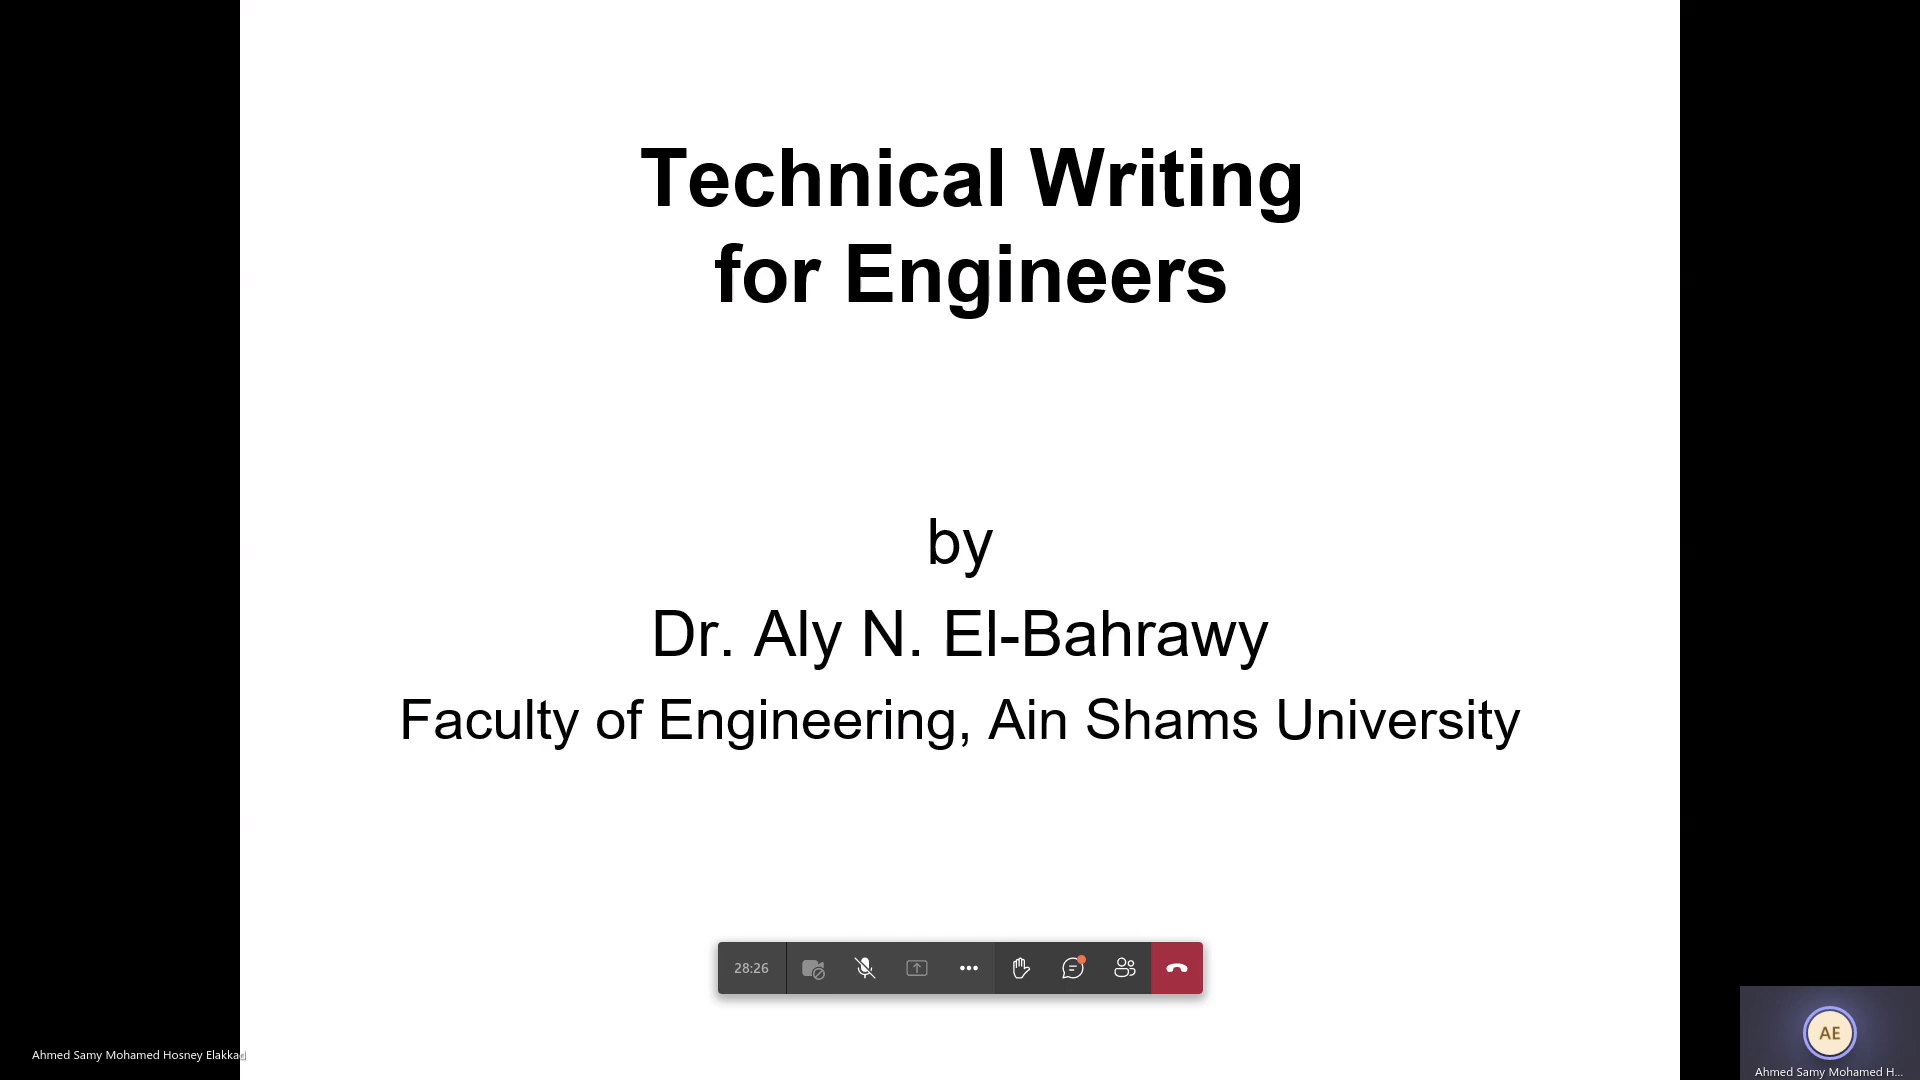 Technical Writing
for Engineers
by
Dr. Aly N. El-Bahrawy
Faculty of Engineering, Ain Shams University
28:26
Ahmed Samy Mohamed Hosney Elakkad
AE
Ahmed Samy Mohamed H...